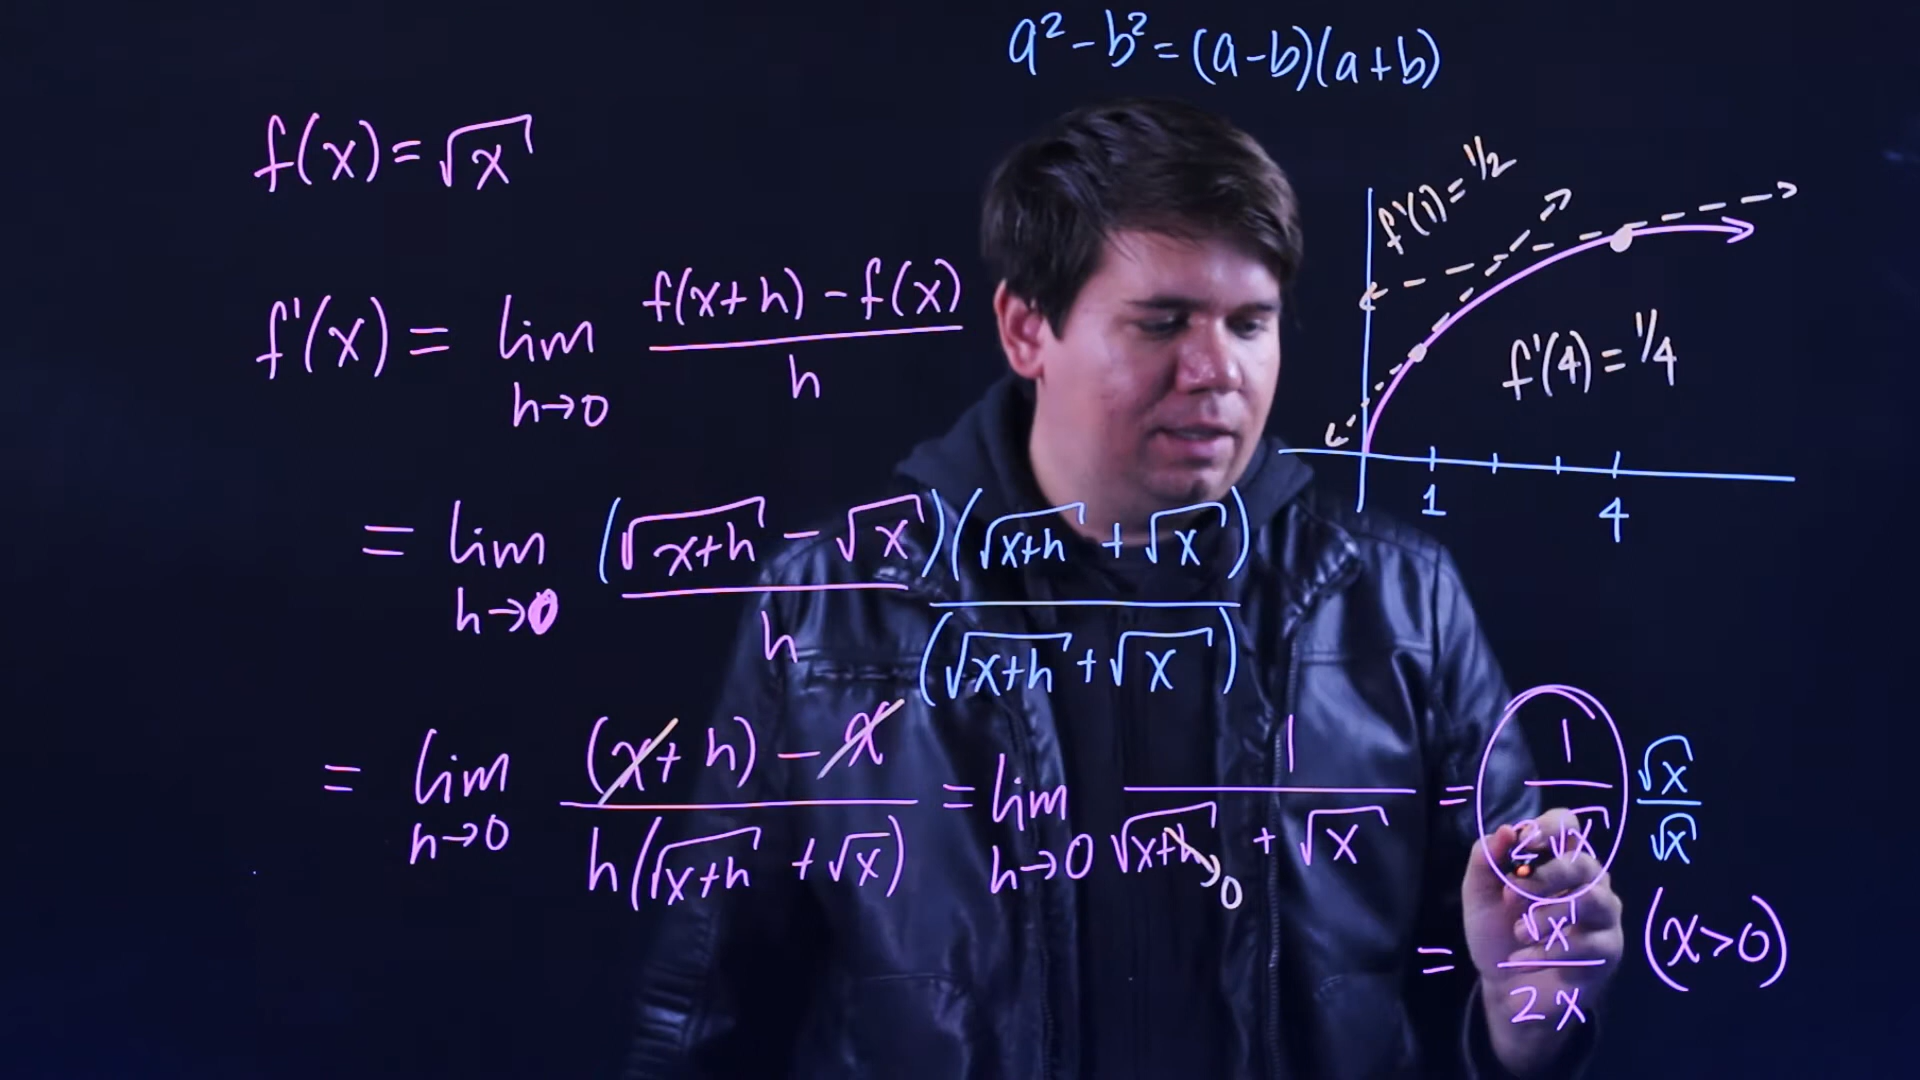 a² - b² = (a-b)(a+b)
f(x) = √x
f'(x) = lim h→0 (f(x+h) - f(x))/h
f'(1) = 1/2
f'(4) = 1/4
1 4
= lim h→0 (√(x+h) - √x)/h (√(x+h) + √x)/(√(x+h) + √x)
= lim h→0 ((x+h) - x)/(h(√(x+h) + √x)) = lim h→0 1/(√(x+h) + √x) = 1/(2√x) √x/√x
0
= √x/(2x) (x>0)